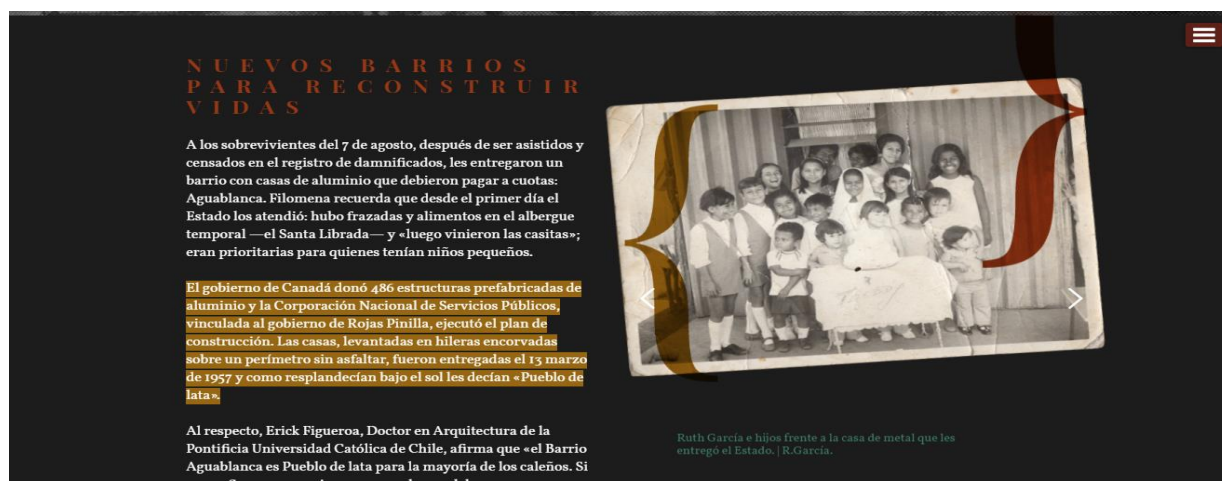 NUEVOS BARRIOS
PARA RECONSTRUIR
VIDAS
A los sobrevivientes del 7 de agosto, después de ser asistidos y
censados en el registro de damnificados, les entregaron un
barrio con casas de aluminio que debieron pagar a cuotas:
Aguablanca. Filomena recuerda que desde el primer día el
Estado los atendió: hubo frazadas y alimentos en el albergue
temporal —el Santa Librada— y «luego vinieron las casitas»;
eran prioritarias para quienes tenían niños pequeños.
El gobierno de Canadá donó 486 estructuras prefabricadas de
aluminio y la Corporación Nacional de Servicios Públicos,
vinculada al gobierno de Rojas Pinilla, ejecutó el plan de
construcción. Las casas, levantadas en hileras encorvadas
sobre un perímetro sin asfaltar, fueron entregadas el 13 marzo
de 1957 y como resplandecían bajo el sol les decían «Pueblo de
lata».
Al respecto, Erick Figueroa, Doctor en Arquitectura de la
Pontificia Universidad Católica de Chile, afirma que «el Barrio
Aguablanca es Pueblo de lata para la mayoría de los caleños. Si
Ruth García e hijos frente a la casa de metal que les
entregó el Estado. | R.García.